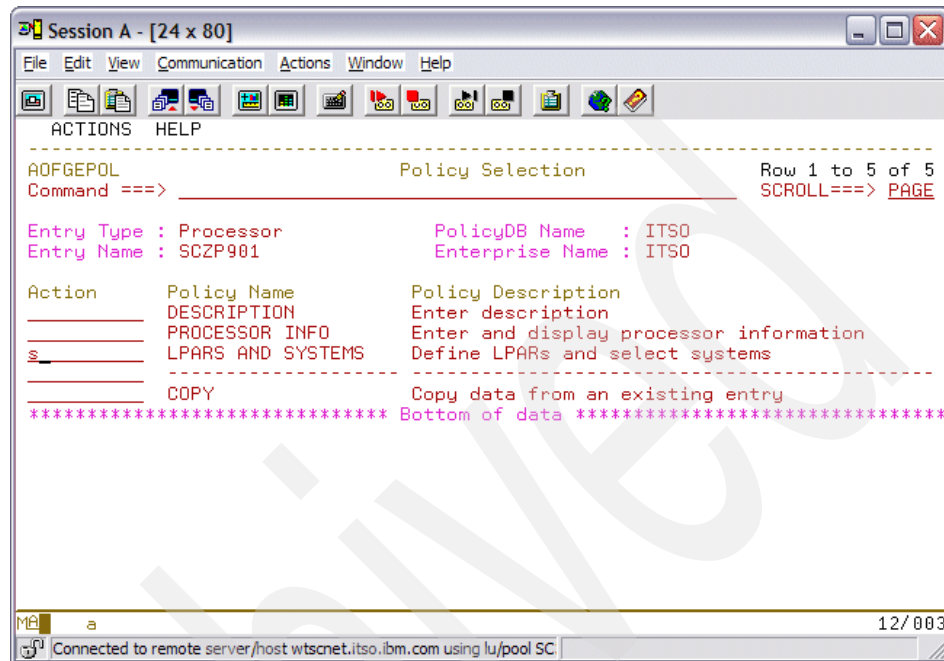 Session A - [24 x 80]
File Edit View Communication Actions Window Help
ACTIONS HELP
AOFGEPOL Policy Selection Row 1 to 5 of 5
Command ===> SCROLL===> PAGE
Entry Type : Processor PolicyDB Name : ITSO
Entry Name : SCZP901 Enterprise Name : ITSO
Action Policy Name Policy Description
DESCRIPTION Enter description
PROCESSOR INFO Enter and display processor information
s LPARS AND SYSTEMS Define LPARs and select systems
-------------------- ---------------------------------------------
COPY Copy data from an existing entry
******************************* Bottom of data ********************************
MA a 12/003
Connected to remote server/host wtscnet.itso.ibm.com using lu/pool SC